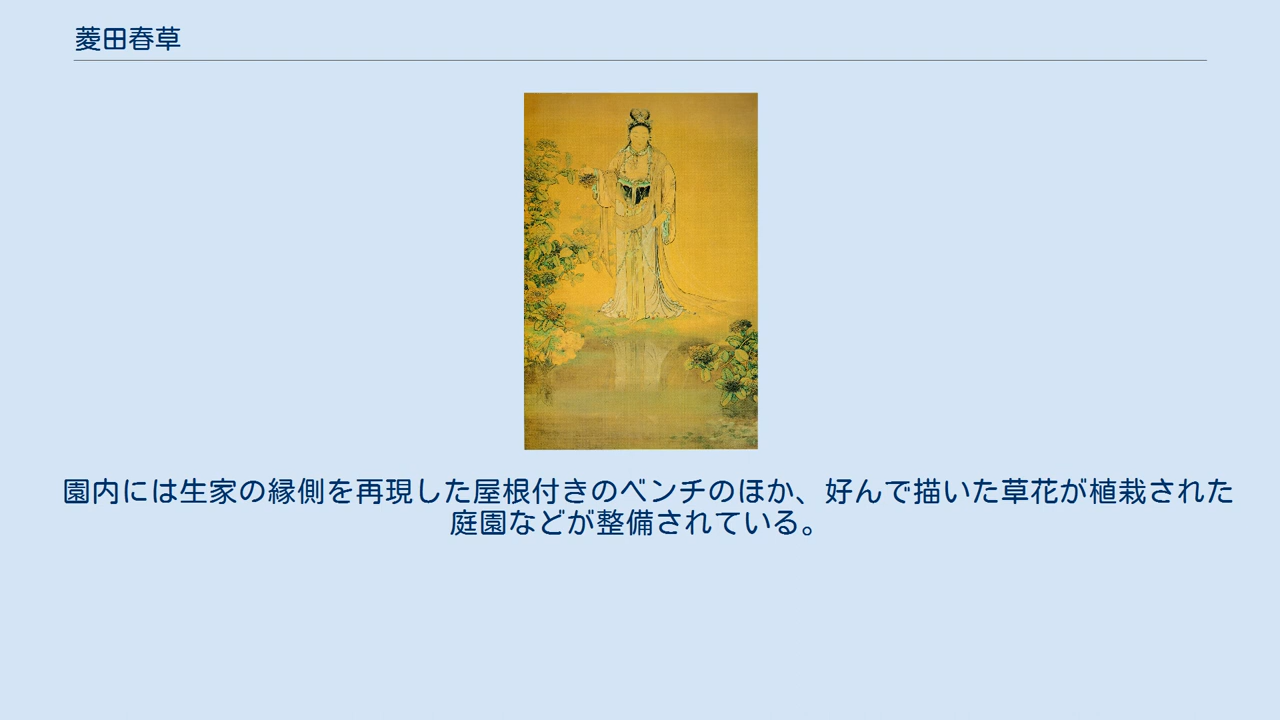 菱田春草
園内には生家の縁側を再現した屋根付きのベンチのほか、好んで描いた草花が植栽された
庭園などが整備されている。